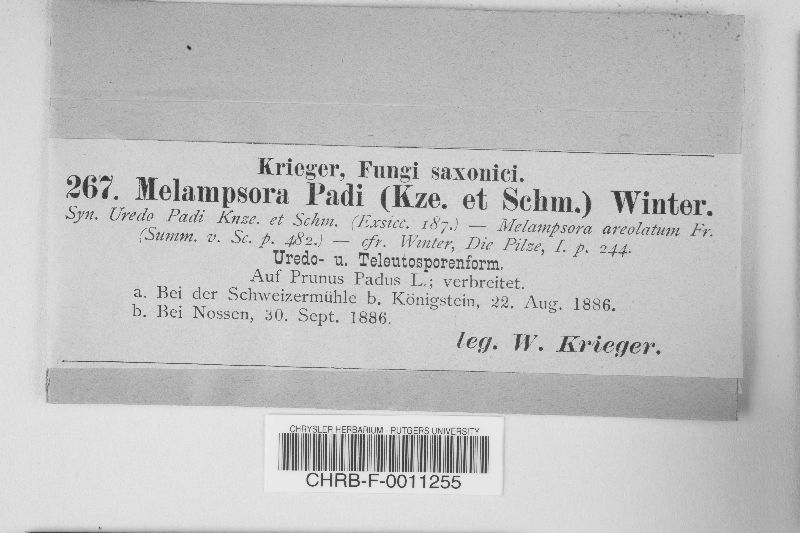 Krieger, Fungi saxonici.
267. Melampsora Padi (Kze. et Schm.) Winter.
Syn. Uredo Padi Knze. et Schm. (Exsicc. 187.) — Melampsora areolatum Fr.
(Summ. v. Sc. p. 482.) — cfr. Winter, Die Pilze, I. p. 244.
Uredo- u. Teleutosporenform.
Auf Prunus Padus L.; verbreitet.
a. Bei der Schweizermühle b. Königstein, 22. Aug. 1886.
b. Bei Nossen, 30. Sept. 1886.
leg. W. Krieger.
CHRYSLER HERBARIUM - RUTGERS UNIVERSITY
CHRB-F-0011255